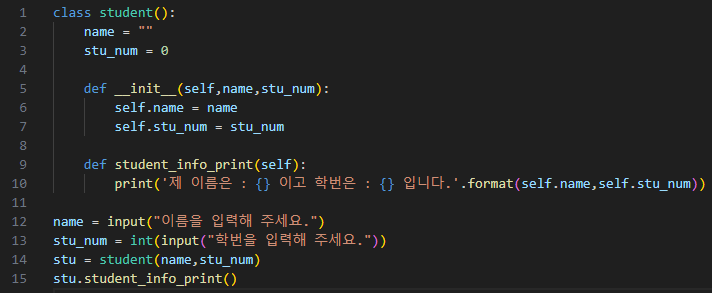 1 class student():
2     name = ""
3     stu_num = 0
4
5     def __init__(self,name,stu_num):
6         self.name = name
7         self.stu_num = stu_num
8
9     def student_info_print(self):
10         print('제 이름은 : {} 이고 학번은 : {} 입니다.'.format(self.name,self.stu_num))
11
12 name = input("이름을 입력해 주세요.")
13 stu_num = int(input("학번을 입력해 주세요."))
14 stu = student(name,stu_num)
15 stu.student_info_print()